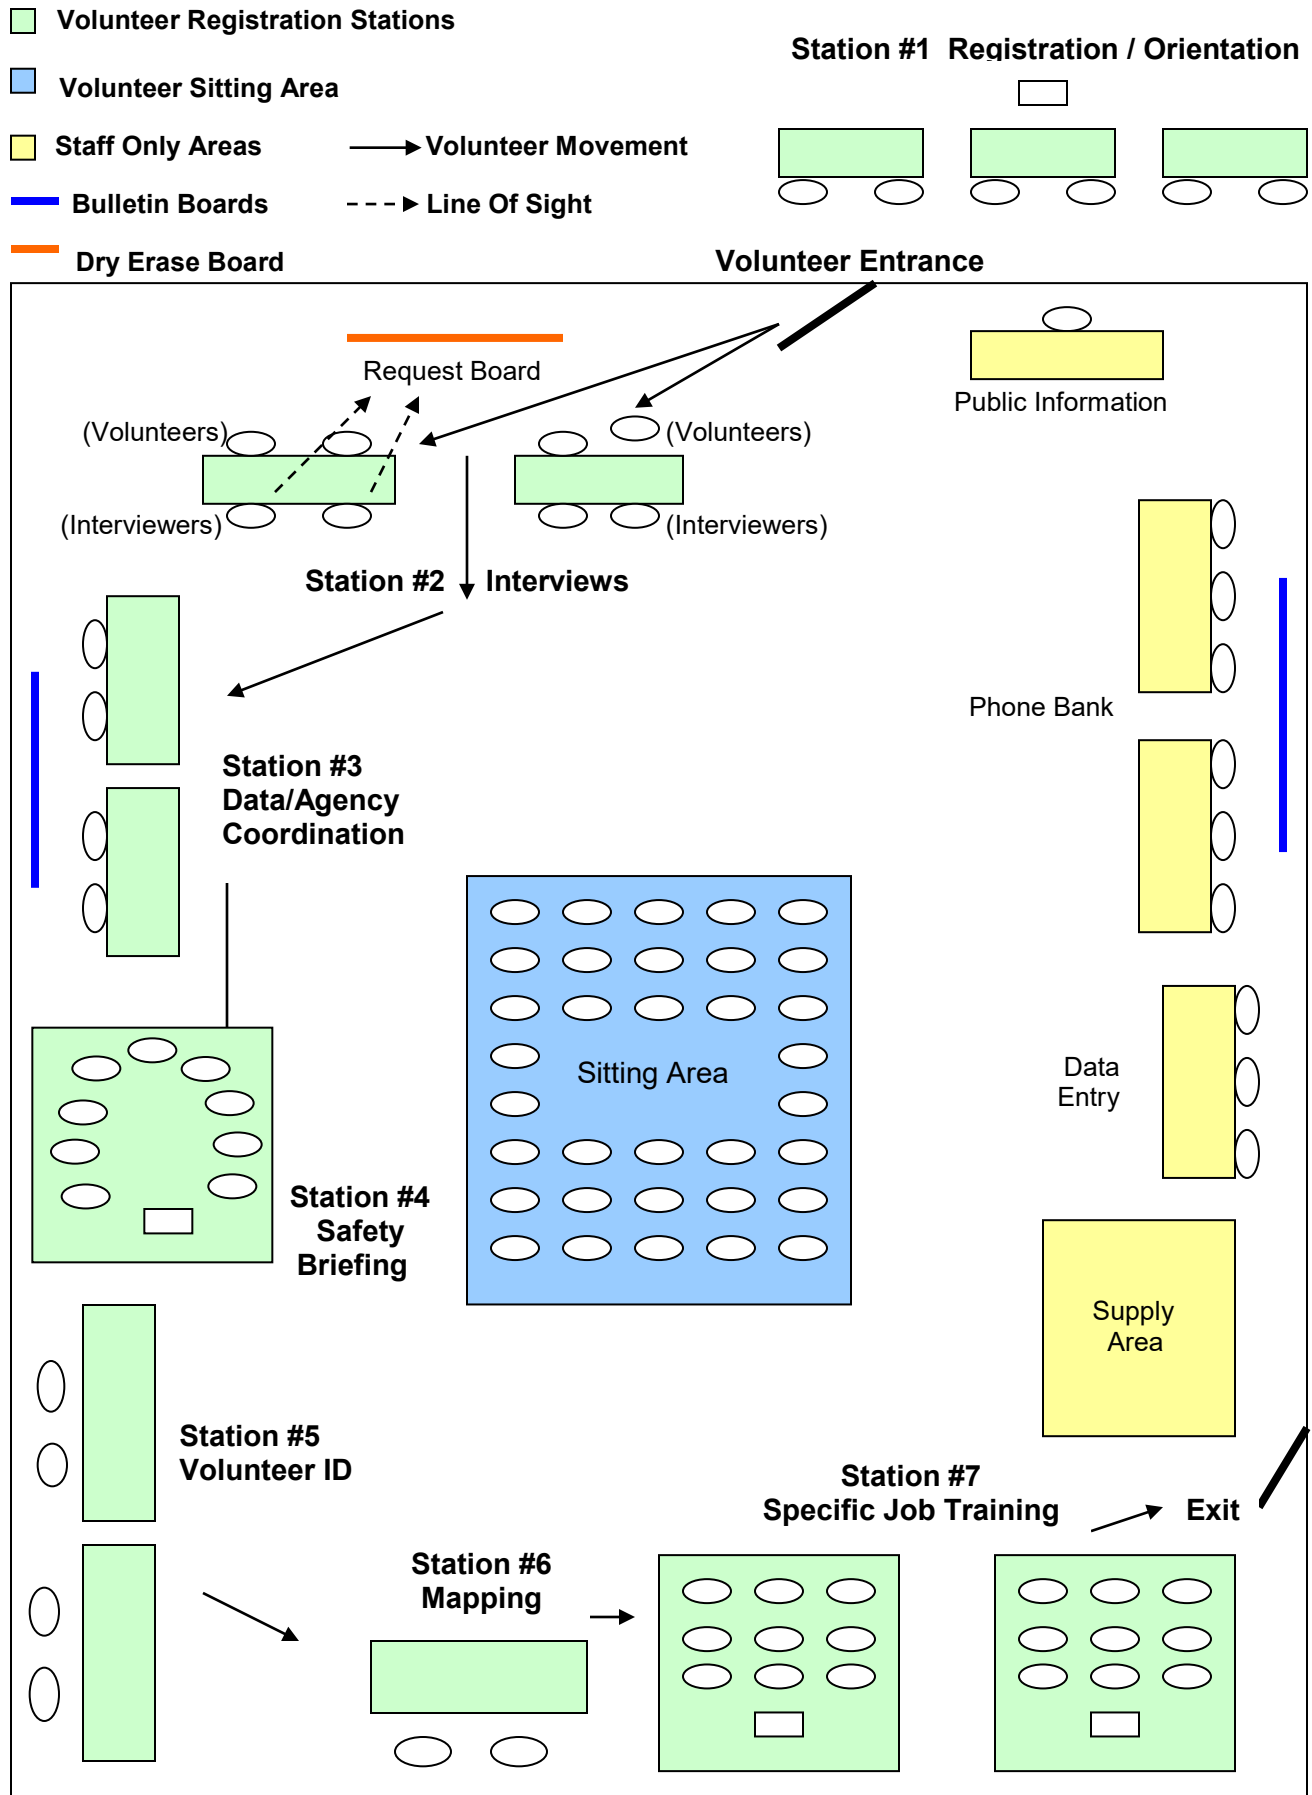 Volunteer Registration Stations
Station #1  Registration / Orientation
Volunteer Sitting Area
Staff Only Areas
Volunteer Movement
Bulletin Boards
Line Of Sight
Dry Erase Board
Volunteer Entrance
Request Board
Public Information
(Volunteers)
(Volunteers)
(Interviewers)
(Interviewers)
Station #2
Interviews
Phone Bank
Station #3
Data/Agency
Coordination
Sitting Area
Data
Entry
Station #4
Safety
Briefing
Supply
Area
Station #5
Volunteer ID
Station #7
Specific Job Training
Exit
Station #6
Mapping